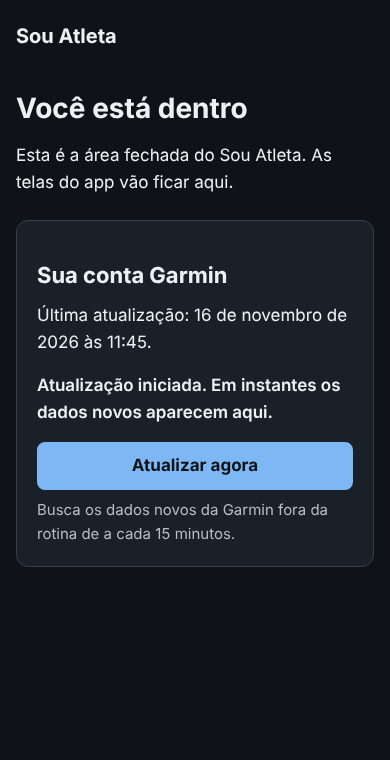 Sou Atleta
Você está dentro
Esta é a área fechada do Sou Atleta. As
telas do app vão ficar aqui.
Sua conta Garmin
Última atualização: 16 de novembro de
2026 às 11:45.
Atualização iniciada. Em instantes os
dados novos aparecem aqui.
Atualizar agora
Busca os dados novos da Garmin fora da
rotina de a cada 15 minutos.